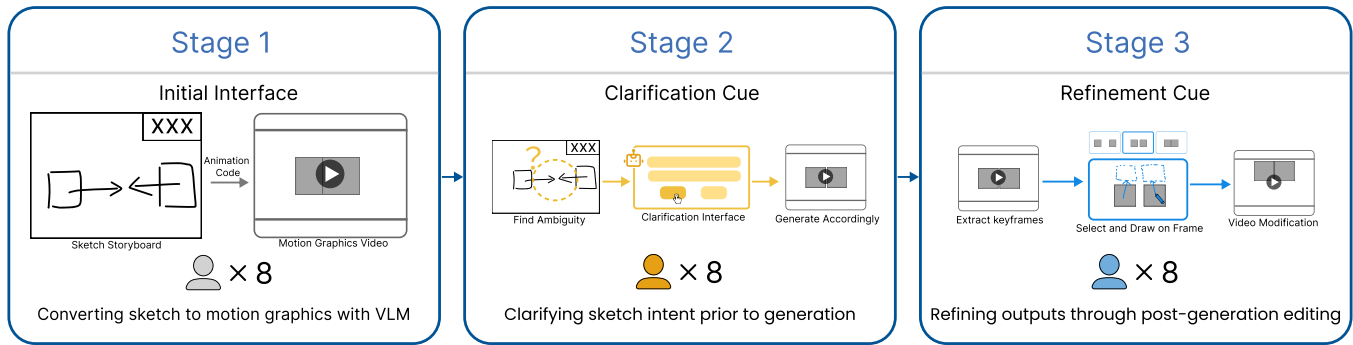 Stage 1
Initial Interface
XXX
Animation
Code
Sketch Storyboard
Motion Graphics Video
× 8
Converting sketch to motion graphics with VLM
Stage 2
Clarification Cue
?
XXX
Find Ambiguity
Clarification Interface
Generate Accordingly
× 8
Clarifying sketch intent prior to generation
Stage 3
Refinement Cue
Extract keyframes
Select and Draw on Frame
Video Modification
× 8
Refining outputs through post-generation editing